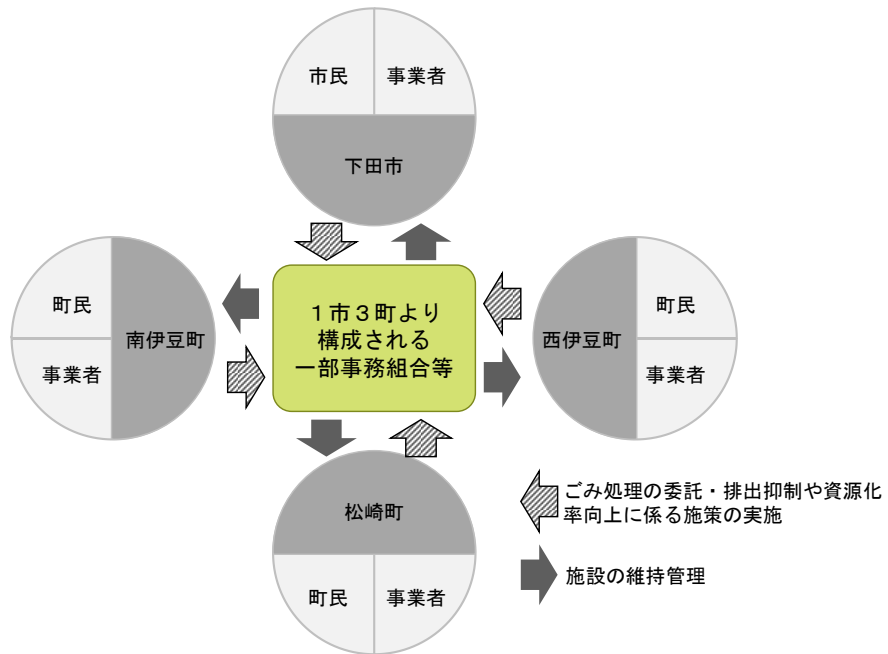 市民
事業者
下田市
町民
南伊豆町
事業者
１市３町より
構成される
一部事務組合等
町民
西伊豆町
事業者
松崎町
町民
事業者
ごみ処理の委託・排出抑制や資源化
率向上に係る施策の実施
施設の維持管理